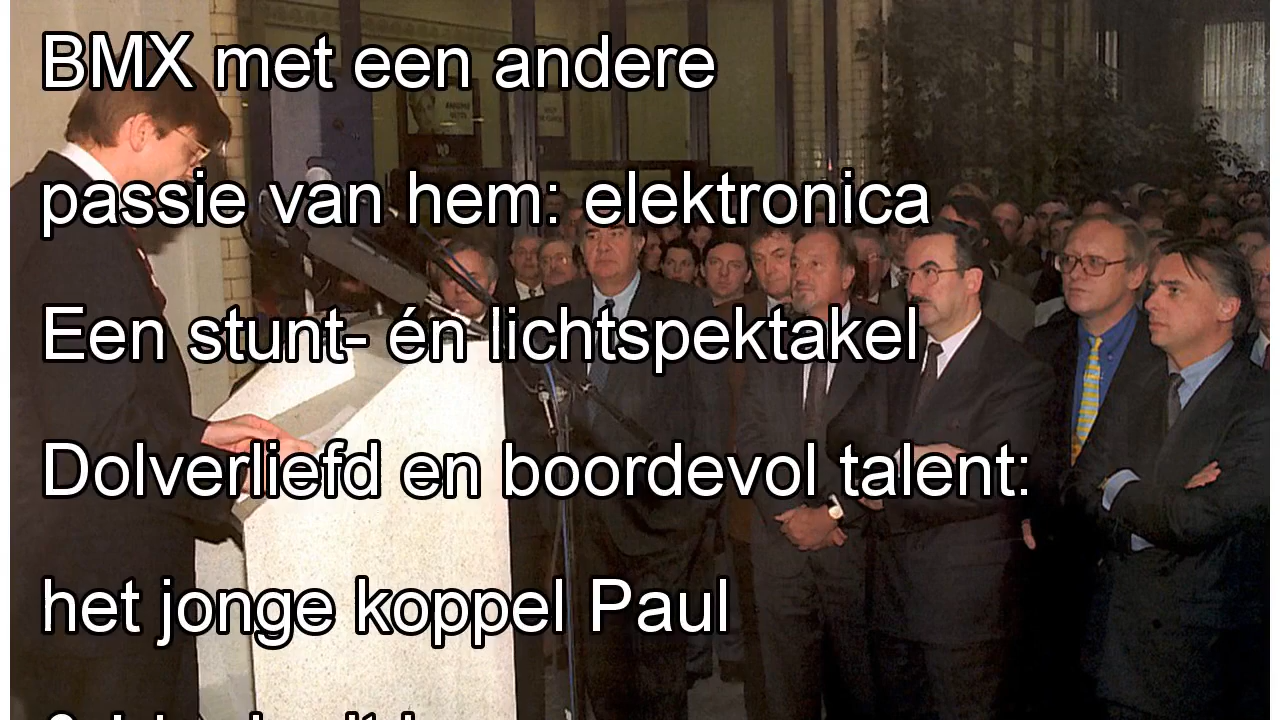 BMX met een andere
passie van hem: elektronica
Een stunt- én lichtspektakel
Dolverliefd en boordevol talent:
het jonge koppel Paul